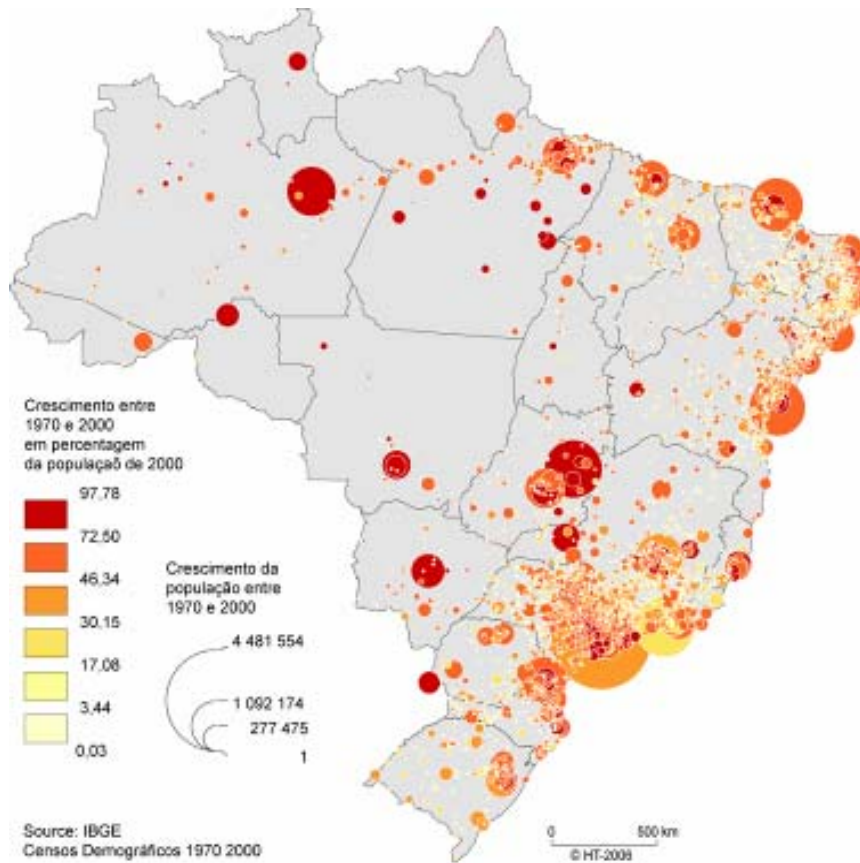 Crescimento entre
1970 e 2000
em percentagem
da populaçaõ de 2000
97,78
72,50
46,34
30,15
17,08
3,44
0,03
Crescimento da
população entre
1970 e 2000
4 481 554
1 092 174
277 475
1
Source: IBGE
Censos Demográficos 1970 2000
0 500 km
© HT-2006